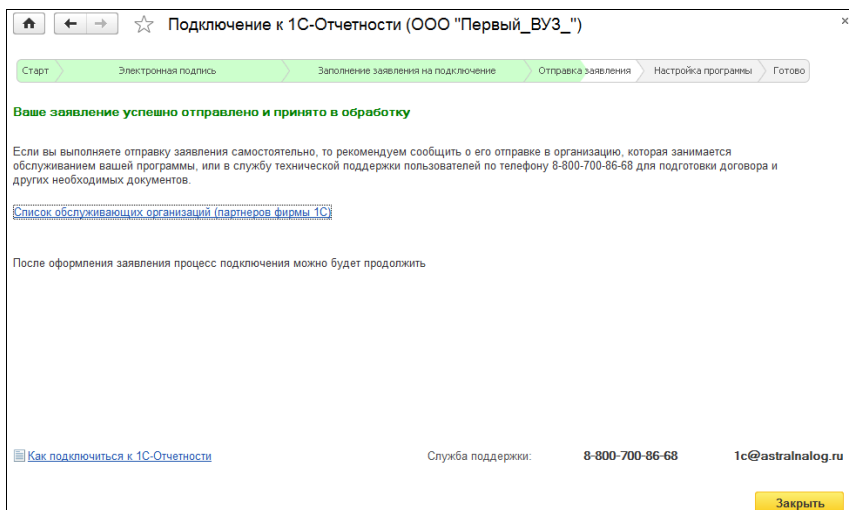 Подключение к 1С-Отчетности (ООО "Первый_ВУЗ_")
Старт Электронная подпись Заполнение заявления на подключение Отправка заявления Настройка программы Готово
Ваше заявление успешно отправлено и принято в обработку
Если вы выполняете отправку заявления самостоятельно, то рекомендуем сообщить о его отправке в организацию, которая занимается
обслуживанием вашей программы, или в службу технической поддержки пользователей по телефону 8-800-700-86-68 для подготовки договора и
других необходимых документов.
Список обслуживающих организаций (партнеров фирмы 1С)
После оформления заявления процесс подключения можно будет продолжить
Как подключиться к 1С-Отчетности Служба поддержки: 8-800-700-86-68 1c@astralnalog.ru
Закрыть